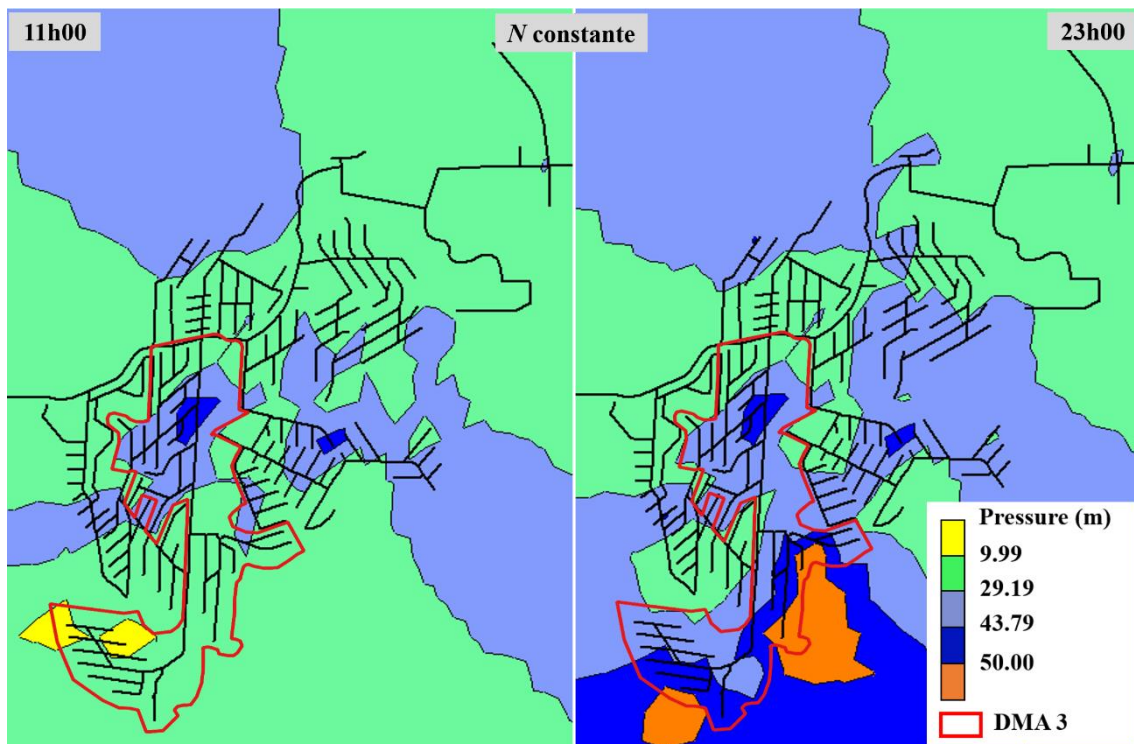 11h00
N constante
23h00
Pressure (m)
9.99
29.19
43.79
50.00
DMA 3